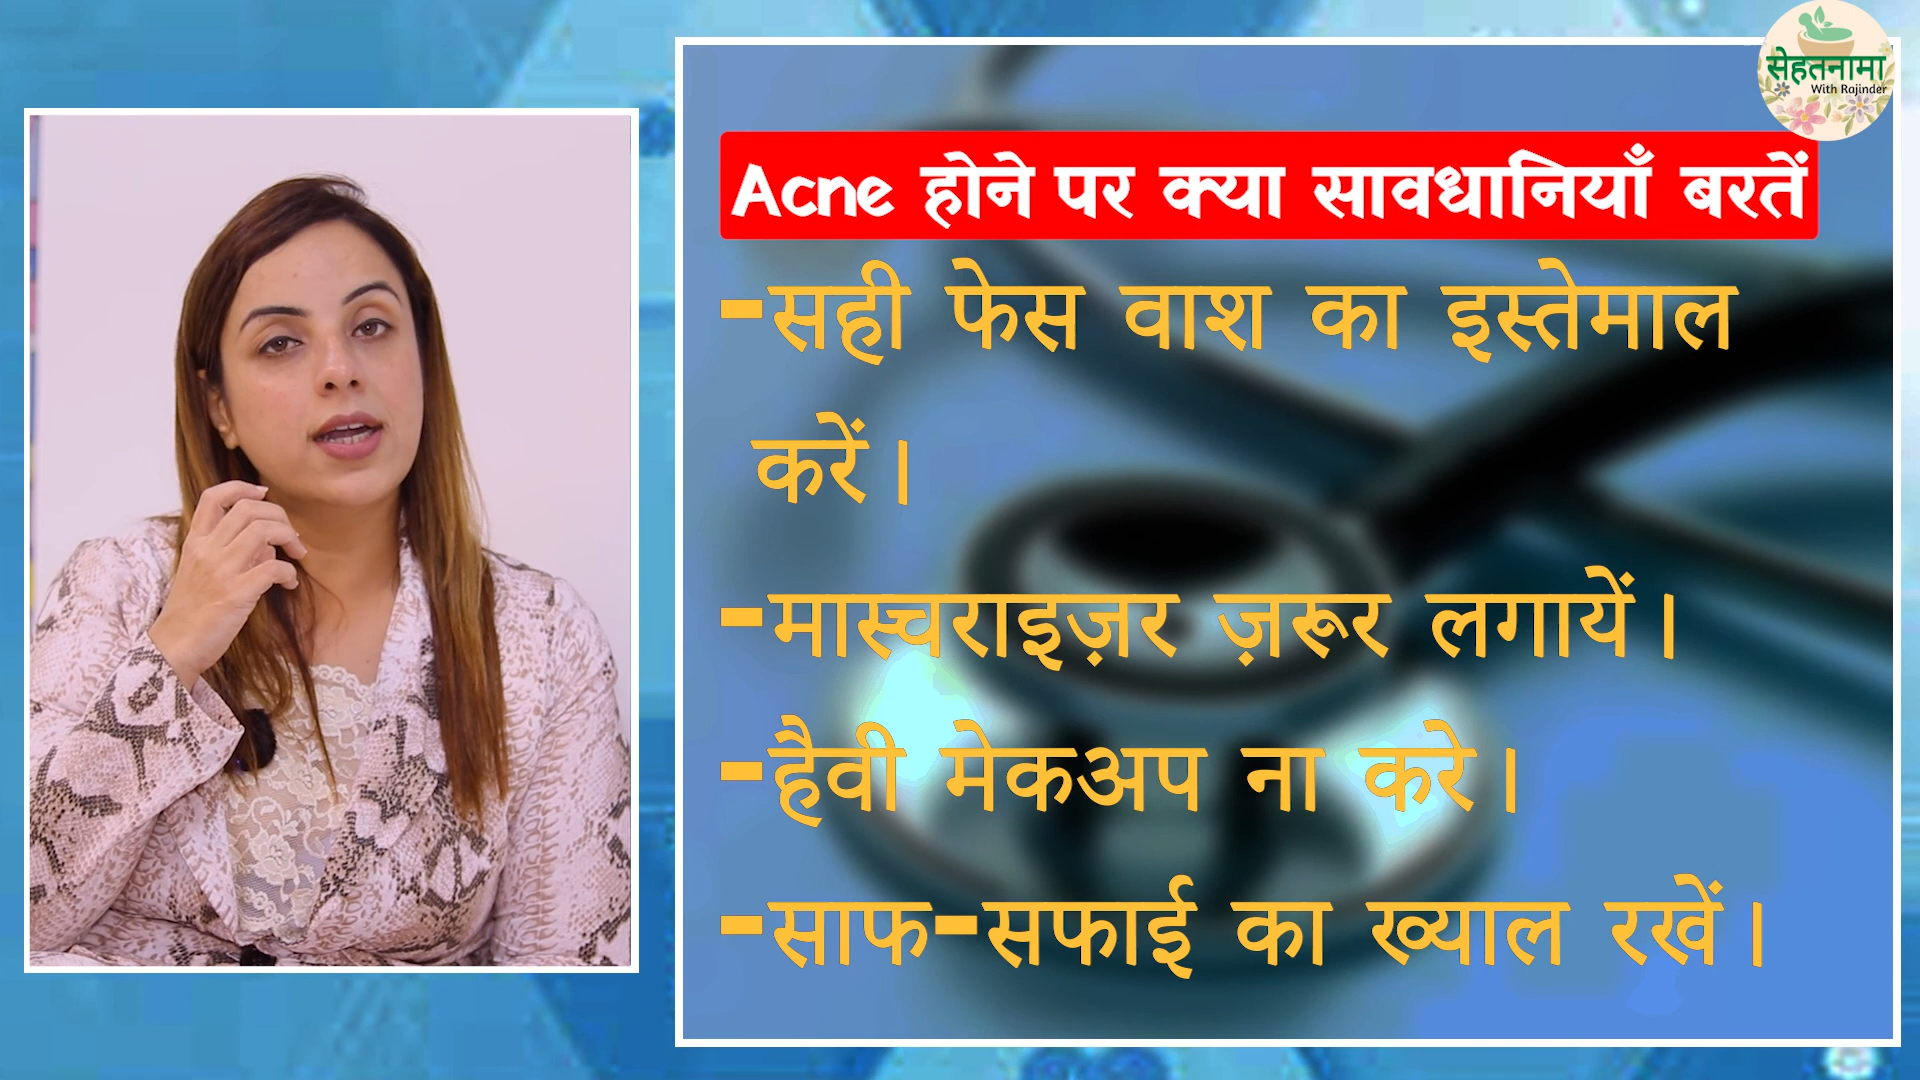 सेहतनामा
With Rajinder
Acne होने पर क्या सावधानियाँ बरतें
-सही फेस वाश का इस्तेमाल
करें।
-मास्चराइज़र ज़रूर लगायें।
-हैवी मेकअप ना करे।
-साफ-सफाई का ख्याल रखें।